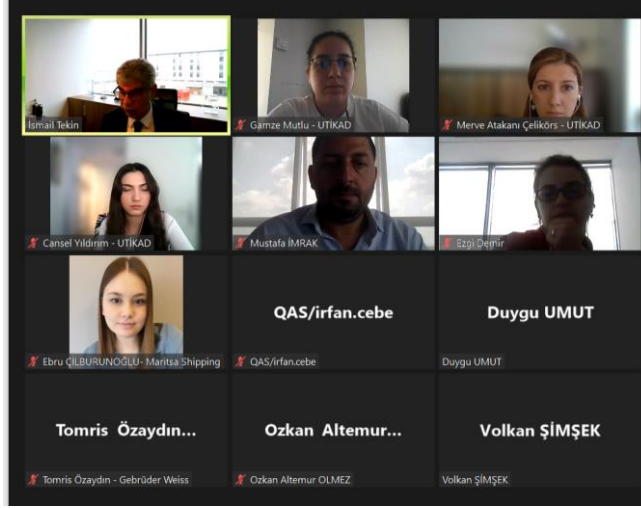 İsmail Tekin
Gamze Mutlu - UTİKAD
Merve Atakanı Çelikörs - UTİKAD
Cansel Yıldırım - UTİKAD
Mustafa İMRAK
Ezgi Demir
Ebru ÇILBURUNOĞLU- Maritsa Shipping
QAS/irfan.cebe
QAS/irfan.cebe
Duygu UMUT
Duygu UMUT
Tomris Özaydın...
Tomris Özaydın - Gebrüder Weiss
Ozkan Altemur...
Ozkan Altemur OLMEZ
Volkan ŞİMŞEK
Volkan ŞİMŞEK